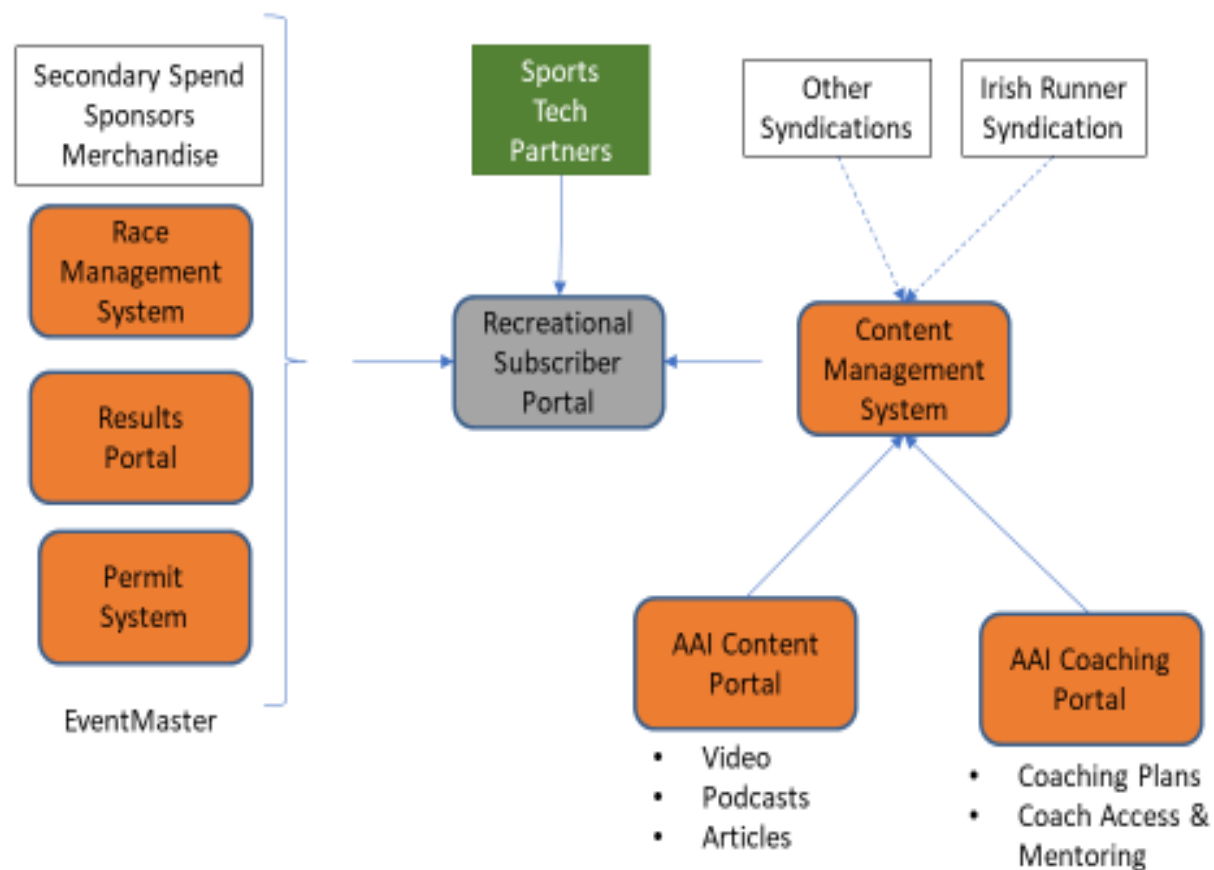 Secondary Spend
Sponsors
Merchandise
Race
Management
System
Results
Portal
Permit
System
EventMaster
Sports
Tech
Partners
Recreational
Subscriber
Portal
Other
Syndications
Irish Runner
Syndication
Content
Management
System
AAI Content
Portal
• Video
• Podcasts
• Articles
AAI Coaching
Portal
• Coaching Plans
• Coach Access &
Mentoring